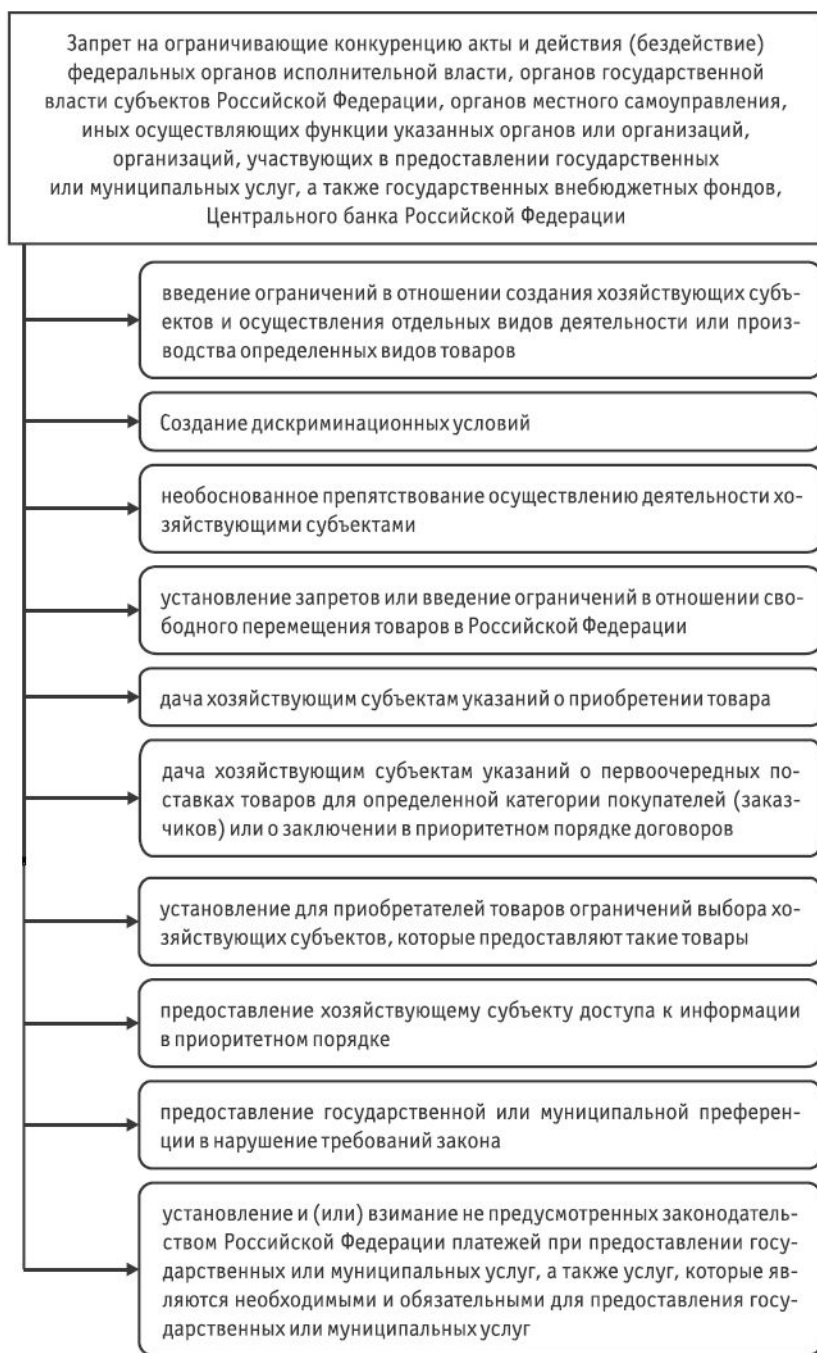 Запрет на ограничивающие конкуренцию акты и действия (бездействие)
федеральных органов исполнительной власти, органов государственной
власти субъектов Российской Федерации, органов местного самоуправления,
иных осуществляющих функции указанных органов или организаций,
организаций, участвующих в предоставлении государственных
или муниципальных услуг, а также государственных внебюджетных фондов,
Центрального банка Российской Федерации
введение ограничений в отношении создания хозяйствующих субъ-
ектов и осуществления отдельных видов деятельности или произ-
водства определенных видов товаров
Создание дискриминационных условий
необоснованное препятствование осуществлению деятельности хо-
зяйствующими субъектами
установление запретов или введение ограничений в отношении сво-
бодного перемещения товаров в Российской Федерации
дача хозяйствующим субъектам указаний о приобретении товара
дача хозяйствующим субъектам указаний о первоочередных по-
ставках товаров для определенной категории покупателей (заказ-
чиков) или о заключении в приоритетном порядке договоров
установление для приобретателей товаров ограничений выбора хо-
зяйствующих субъектов, которые предоставляют такие товары
предоставление хозяйствующему субъекту доступа к информации
в приоритетном порядке
предоставление государственной или муниципальной преферен-
ции в нарушение требований закона
установление и (или) взимание не предусмотренных законодатель-
ством Российской Федерации платежей при предоставлении госу-
дарственных или муниципальных услуг, а также услуг, которые яв-
ляются необходимыми и обязательными для предоставления госу-
дарственных или муниципальных услуг